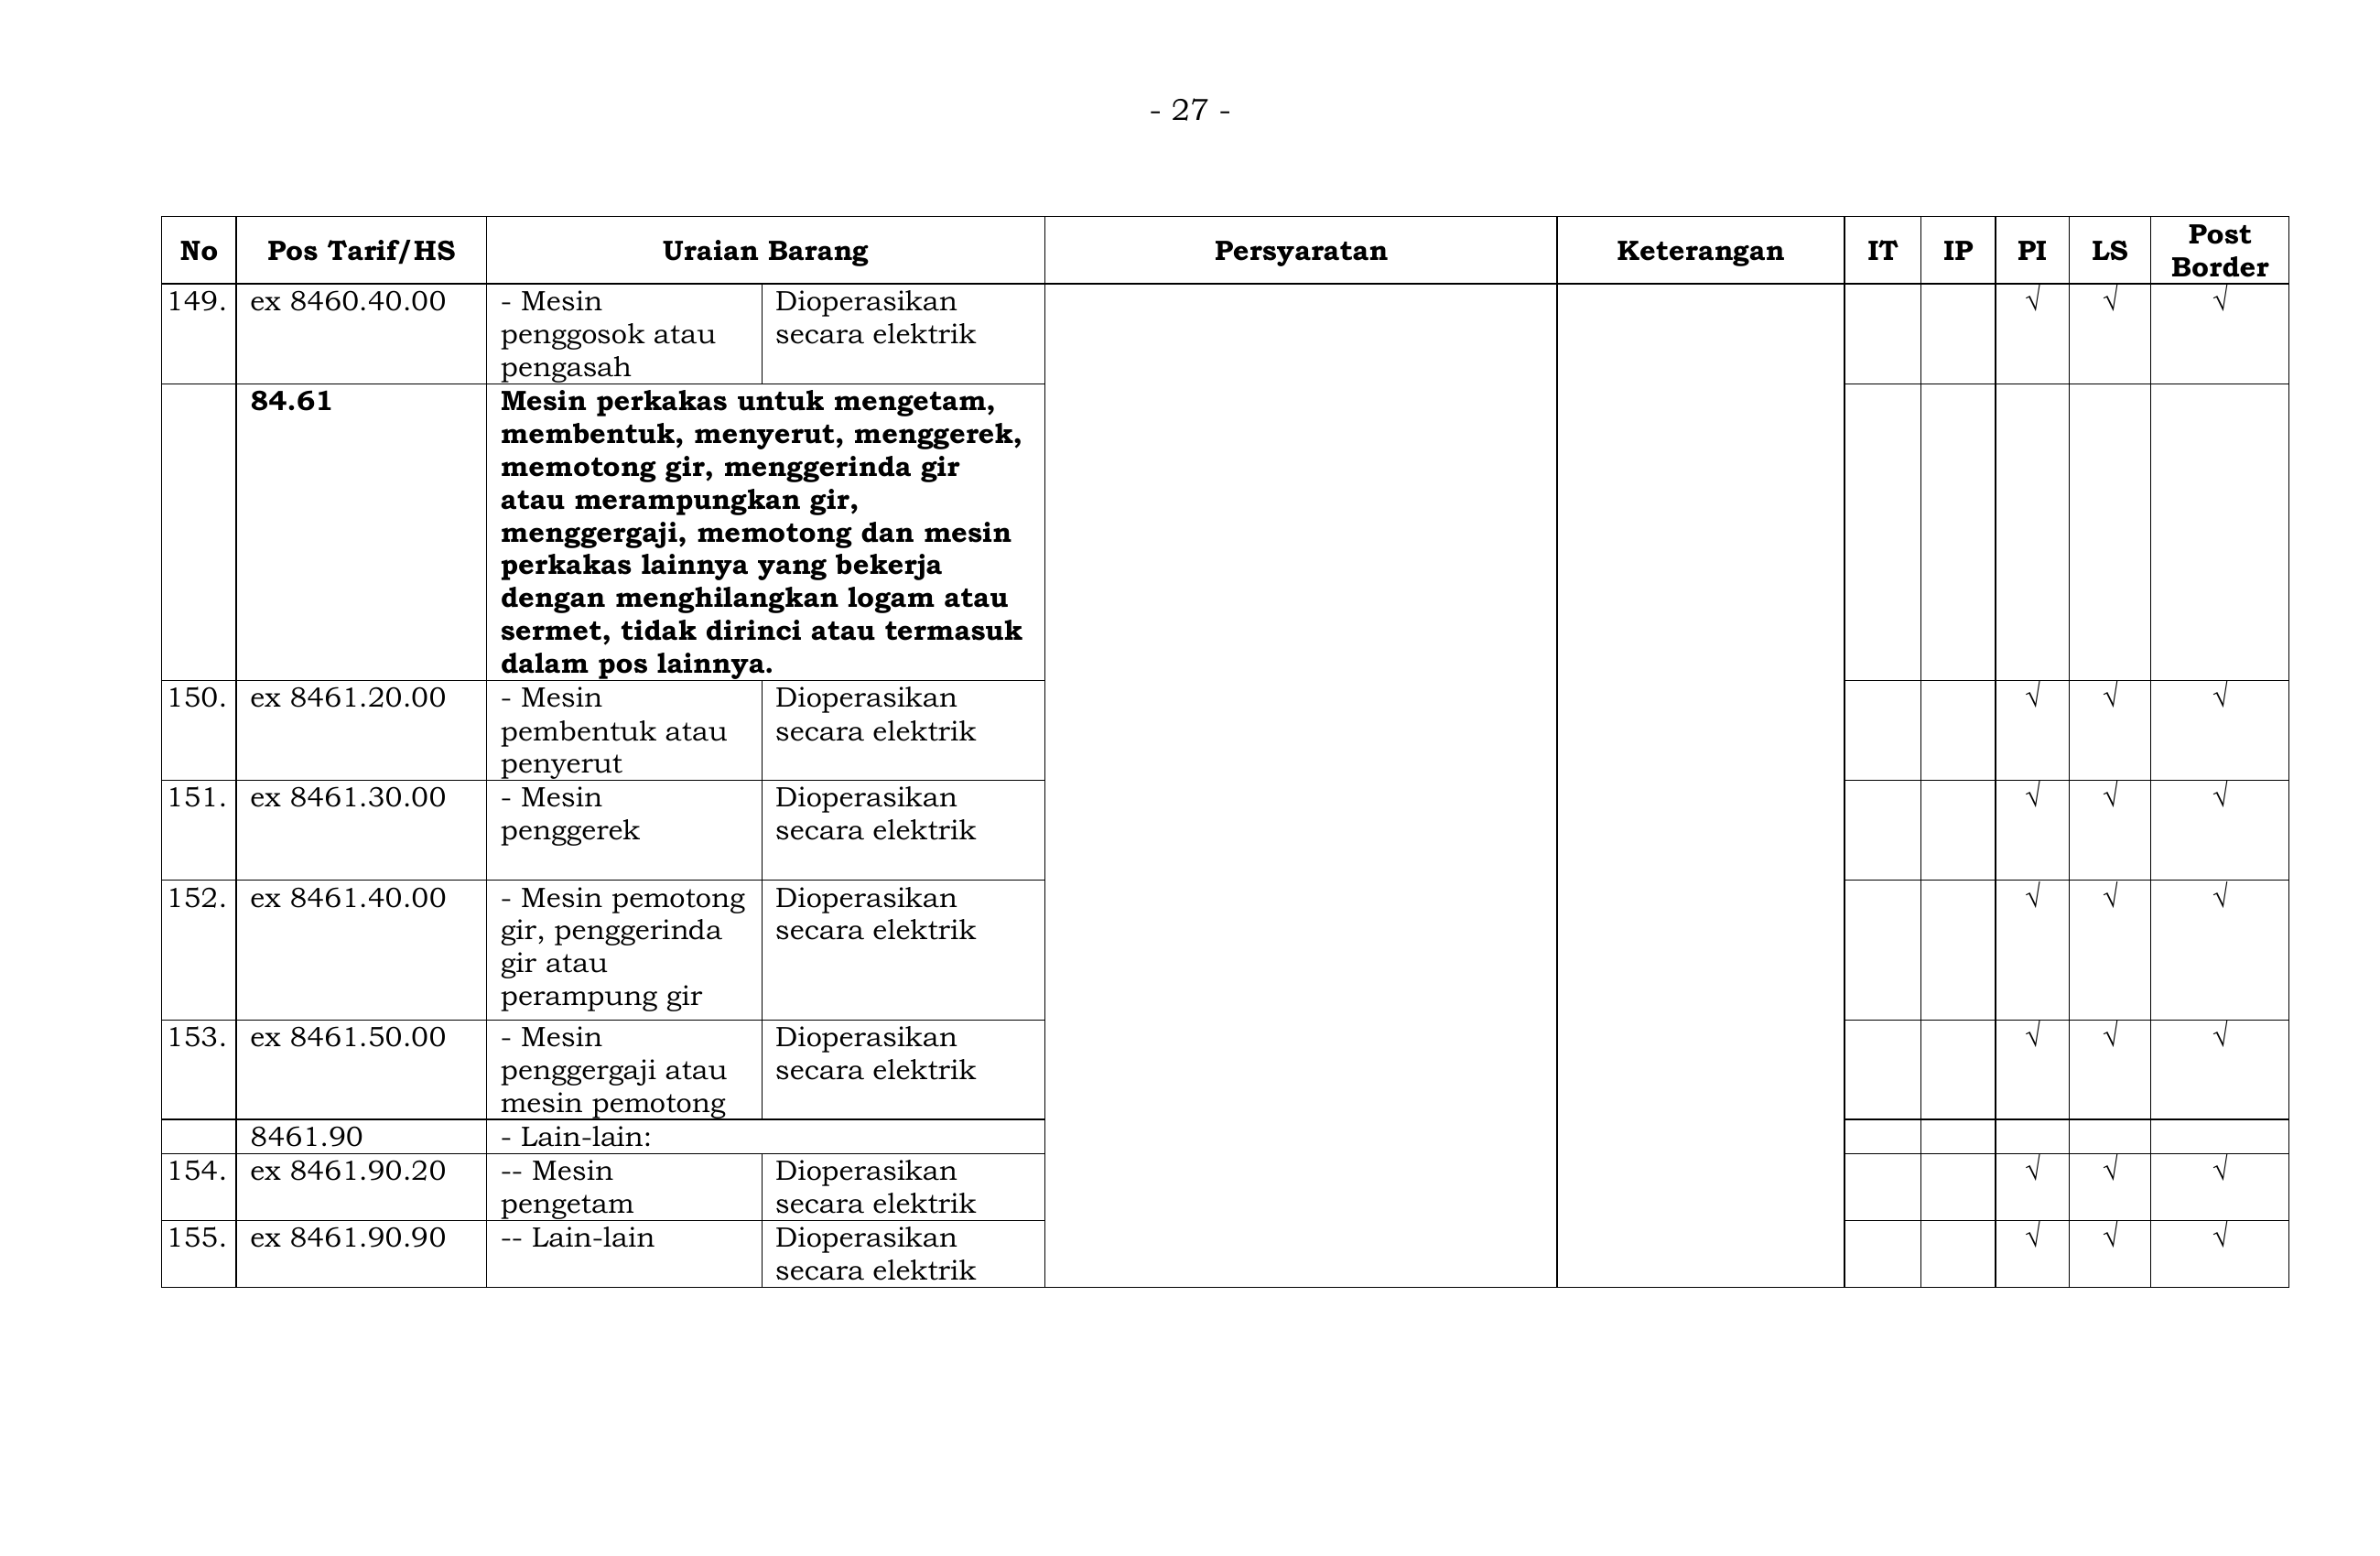 - 27 -
No Pos Tarif/HS Uraian Barang Persyaratan Keterangan IT IP PI LS Post Border
149. ex 8460.40.00 - Mesin Dioperasikan √ √ √
penggosok atau secara elektrik
pengasah
84.61 Mesin perkakas untuk mengetam,
membentuk, menyerut, menggerek,
memotong gir, menggerinda gir
atau merampungkan gir,
menggergaji, memotong dan mesin
perkakas lainnya yang bekerja
dengan menghilangkan logam atau
sermet, tidak dirinci atau termasuk
dalam pos lainnya.
150. ex 8461.20.00 - Mesin Dioperasikan √ √ √
pembentuk atau secara elektrik
penyerut
151. ex 8461.30.00 - Mesin Dioperasikan √ √ √
penggerek secara elektrik
152. ex 8461.40.00 - Mesin pemotong Dioperasikan √ √ √
gir, penggerinda secara elektrik
gir atau
perampung gir
153. ex 8461.50.00 - Mesin Dioperasikan √ √ √
penggergaji atau secara elektrik
mesin pemotong
8461.90 - Lain-lain:
154. ex 8461.90.20 -- Mesin Dioperasikan √ √ √
pengetam secara elektrik
155. ex 8461.90.90 -- Lain-lain Dioperasikan √ √ √
secara elektrik